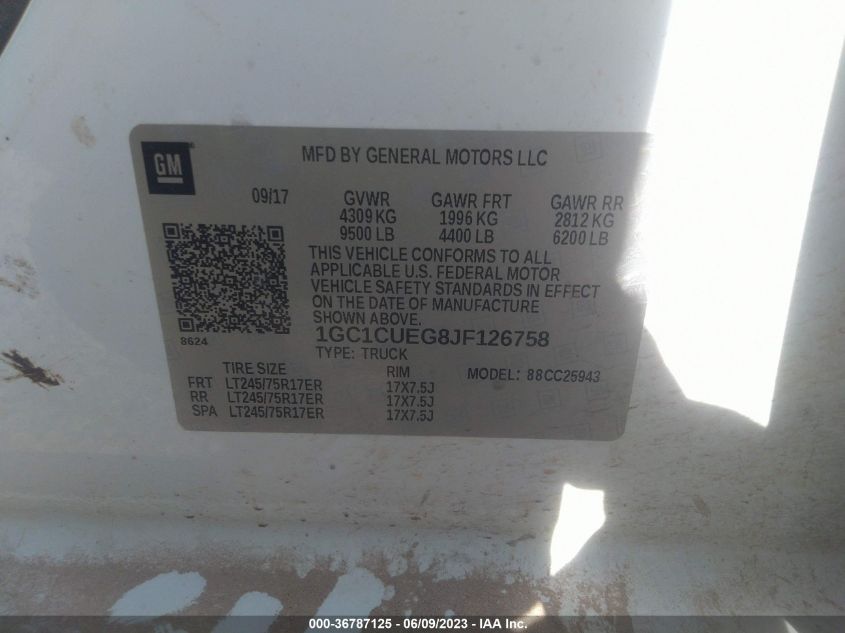 GM
MFD BY GENERAL MOTORS LLC
09/17 GVWR GAWR FRT GAWR RR
4309 KG 1996 KG 2812 KG
9500 LB 4400 LB 6200 LB
THIS VEHICLE CONFORMS TO ALL
APPLICABLE U.S. FEDERAL MOTOR
VEHICLE SAFETY STANDARDS IN EFFECT
ON THE DATE OF MANUFACTURE
SHOWN ABOVE.
8624 1GC1CUEG8JF126758
TYPE: TRUCK
TIRE SIZE RIM MODEL: 88CC25943
FRT LT245/75R17ER 17X7.5J
RR LT245/75R17ER 17X7.5J
SPA LT245/75R17ER 17X7.5J
000-36787125 - 06/09/2023 - IAA Inc.